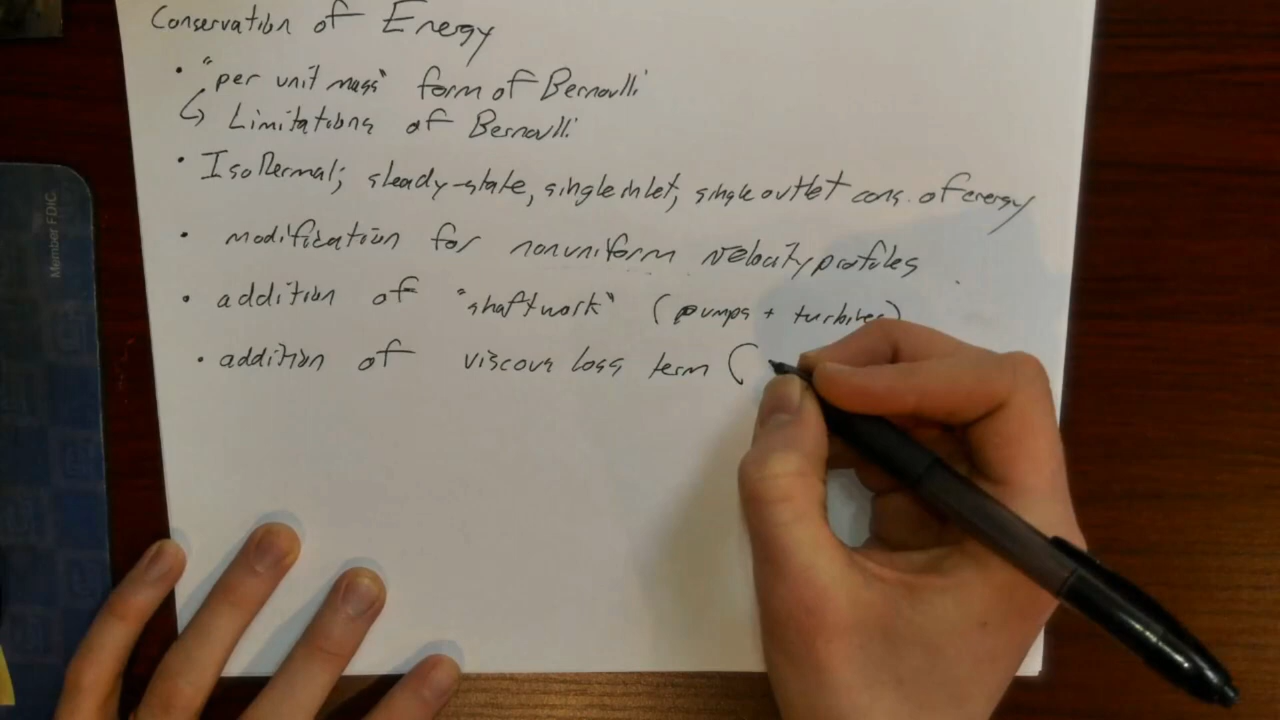 Conservation of Energy
• "per unit mass" form of Bernoulli
↳ Limitations of Bernoulli
• Isothermal, steady-state, single inlet, single outlet cons. of energy
• modification for nonuniform velocity profiles
• addition of "shaft work" (pumps + turbines)
• addition of viscous loss term (
Member FDIC